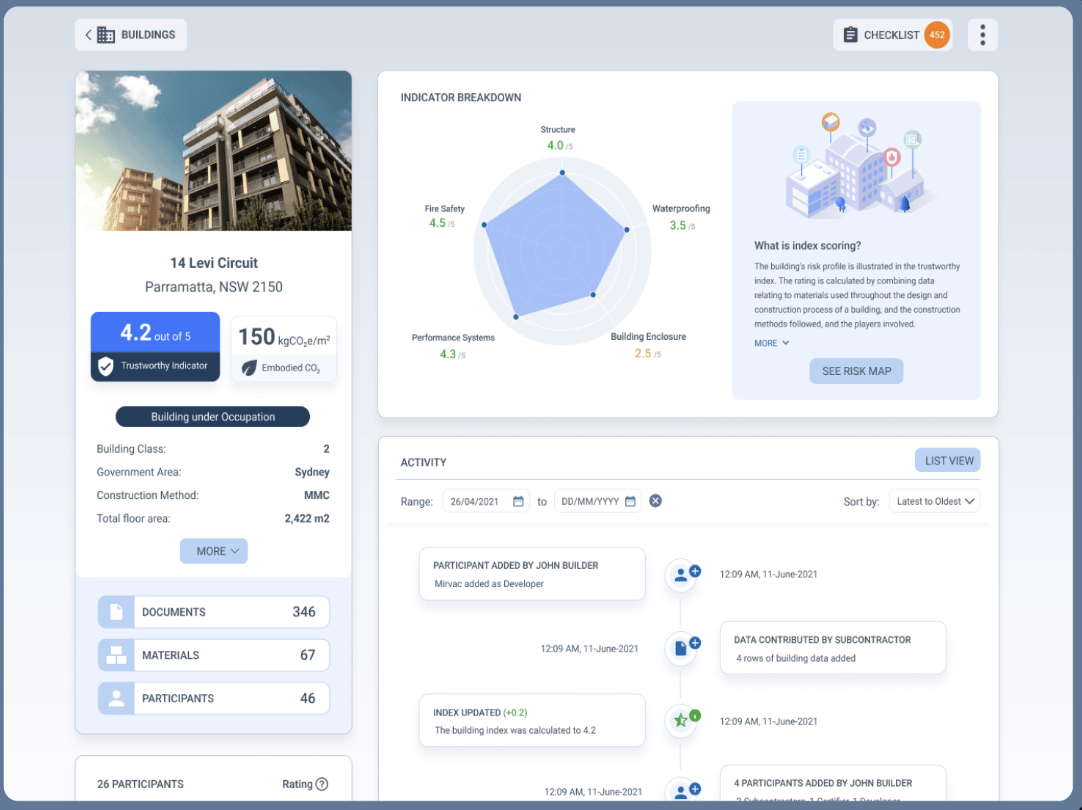 BUILDINGS
CHECKLIST 452
14 Levi Circuit
Parramatta, NSW 2150
4.2 out of 5
Trustworthy Indicator
150 kgCO₂e/m²
Embodied CO₂
Building under Occupation
Building Class: 2
Government Area: Sydney
Construction Method: MMC
Total floor area: 2,422 m2
MORE
DOCUMENTS 346
MATERIALS 67
PARTICIPANTS 46
26 PARTICIPANTS Rating ?
INDICATOR BREAKDOWN
Structure
4.0 /5
Fire Safety
4.5 /5
Waterproofing
3.5 /5
Performance Systems
4.3 /5
Building Enclosure
2.5 /5
What is index scoring?
The building's risk profile is illustrated in the trustworthy
index. The rating is calculated by combining data
relating to materials used throughout the design and
construction process of a building, and the construction
methods followed, and the players involved.
MORE
SEE RISK MAP
ACTIVITY
LIST VIEW
Range: 26/04/2021 to DD/MM/YYYY
Sort by: Latest to Oldest
PARTICIPANT ADDED BY JOHN BUILDER
Mirvac added as Developer
12:09 AM, 11-June-2021
12:09 AM, 11-June-2021
DATA CONTRIBUTED BY SUBCONTRACTOR
4 rows of building data added
INDEX UPDATED (+0.2)
The building index was calculated to 4.2
12:09 AM, 11-June-2021
12:09 AM, 11-June-2021
4 PARTICIPANTS ADDED BY JOHN BUILDER
2 Subcontractors, 1 Certifier, 1 Developer